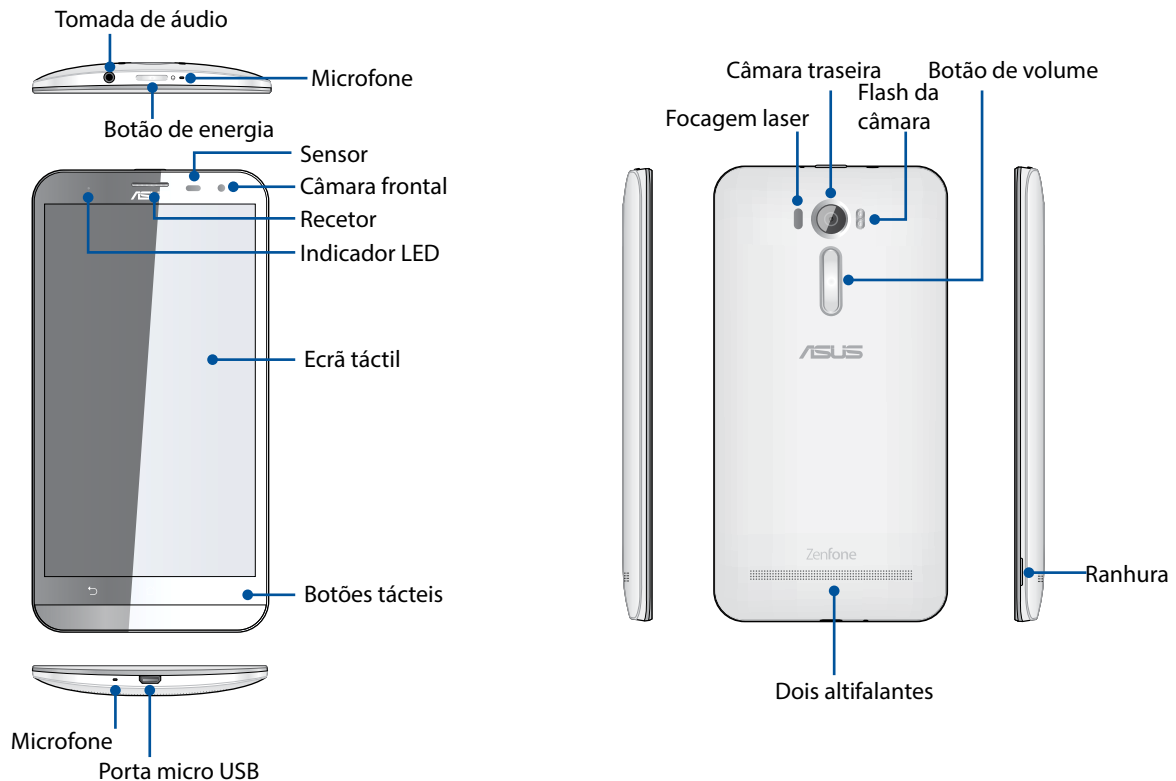 Tomada de áudio
Microfone
Botão de energia
Sensor
Câmara frontal
Recetor
Indicador LED
Ecrã táctil
Botões tácteis
Microfone
Porta micro USB
Câmara traseira
Botão de volume
Focagem laser
Flash da
câmara
ASUS
Zenfone
Ranhura
Dois altifalantes